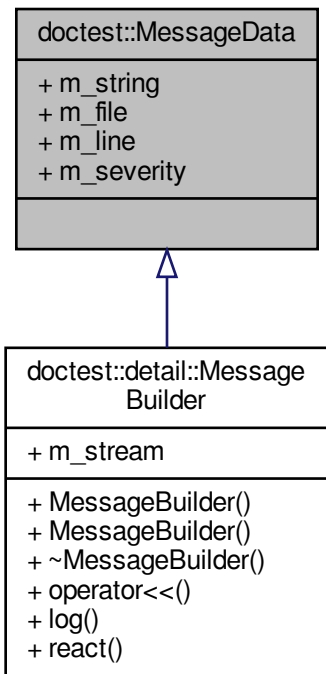 doctest::MessageData
+ m_string
+ m_file
+ m_line
+ m_severity
doctest::detail::Message
Builder
+ m_stream
+ MessageBuilder()
+ MessageBuilder()
+ ~MessageBuilder()
+ operator<<()
+ log()
+ react()